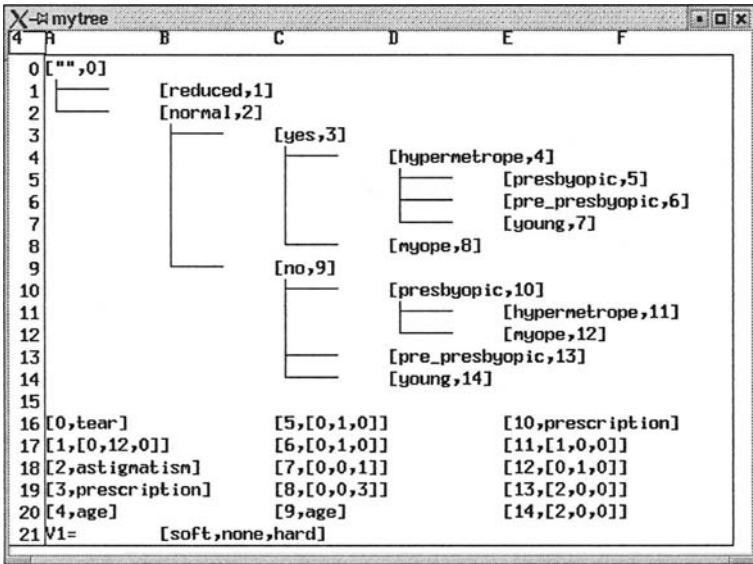 mytree
4 A B C D E F
0 ["",0]
1 [reduced,1]
2 [normal,2]
3 [yes,3]
4 [hypermetrope,4]
5 [presbyopic,5]
6 [pre_presbyopic,6]
7 [young,7]
8 [myope,8]
9 [no,9]
10 [presbyopic,10]
11 [hypermetrope,11]
12 [myope,12]
13 [pre_presbyopic,13]
14 [young,14]
15
16 [0,tear] [5,[0,1,0]] [10,prescription]
17 [1,[0,12,0]] [6,[0,1,0]] [11,[1,0,0]]
18 [2,astigmatism] [7,[0,0,1]] [12,[0,1,0]]
19 [3,prescription] [8,[0,0,3]] [13,[2,0,0]]
20 [4,age] [9,age] [14,[2,0,0]]
21 V1= [soft,none,hard]